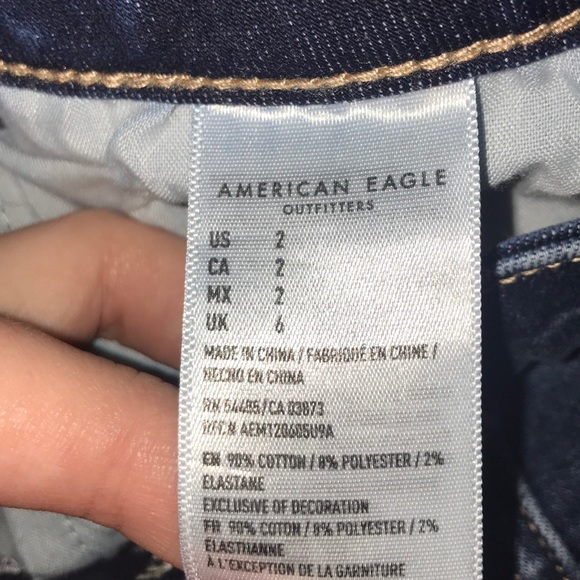 AMERICAN EAGLE
OUTFITTERS
US 2
CA 2
MX 2
UK 6
MADE IN CHINA / FABRIQUÉ EN CHINE /
HECHO EN CHINA
RN 54485/CA 03873
RFC# AEM120605U9A
EN 90% COTTON / 8% POLYESTER / 2%
ELASTANE
EXCLUSIVE OF DECORATION
FR 90% COTON / 8% POLYESTER / 2%
ELASTHANNE
À L'EXCEPTION DE LA GARNITURE